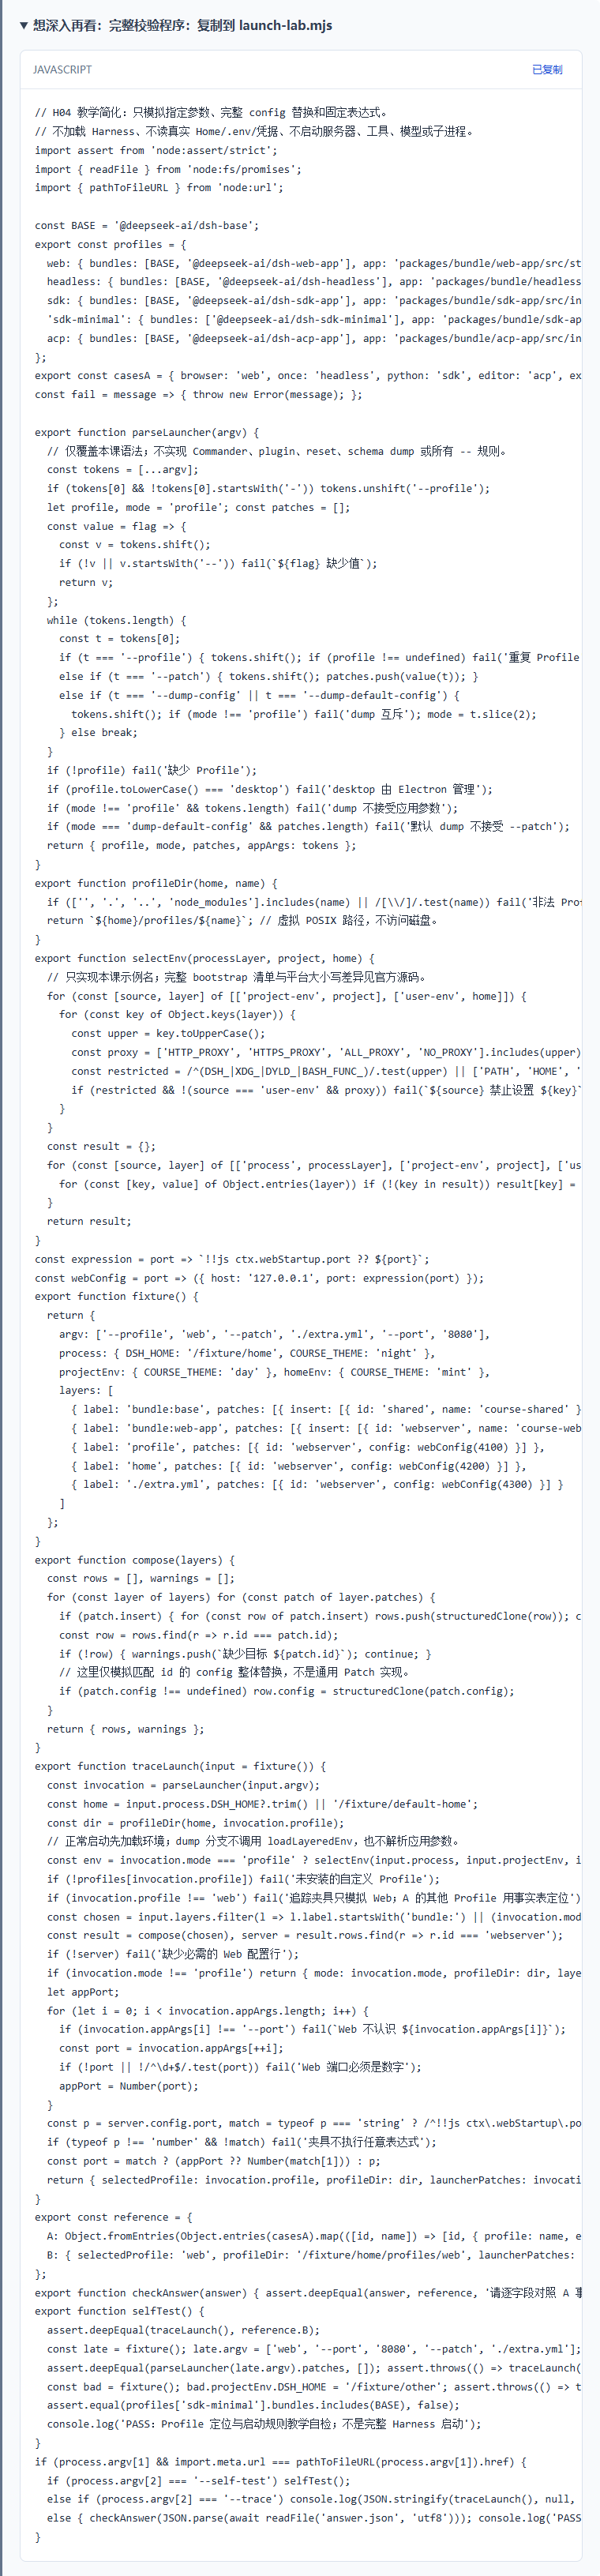 ▼ 想深入再看：完整校验程序：复制到 launch-lab.mjs
JAVASCRIPT
已复制
// H04 教学简化：只模拟指定参数、完整 config 替换和固定表达式。
// 不加载 Harness、不读真实 Home/.env/凭据、不启动服务器、工具、模型或子进程。
import assert from 'node:assert/strict';
import { readFile } from 'node:fs/promises';
import { pathToFileURL } from 'node:url';
const BASE = '@deepseek-ai/dsh-base';
export const profiles = {
  web: { bundles: [BASE, '@deepseek-ai/dsh-web-app'], app: 'packages/bundle/web-app/src/st
  headless: { bundles: [BASE, '@deepseek-ai/dsh-headless'], app: 'packages/bundle/headless
  sdk: { bundles: [BASE, '@deepseek-ai/dsh-sdk-app'], app: 'packages/bundle/sdk-app/src/in
  'sdk-minimal': { bundles: ['@deepseek-ai/dsh-sdk-minimal'], app: 'packages/bundle/sdk-ap
  acp: { bundles: [BASE, '@deepseek-ai/dsh-acp-app'], app: 'packages/bundle/acp-app/src/in
};
export const casesA = { browser: 'web', once: 'headless', python: 'sdk', editor: 'acp', ex
const fail = message => { throw new Error(message); };
export function parseLauncher(argv) {
  // 仅覆盖本课语法；不实现 Commander、plugin、reset、schema dump 或所有 -- 规则。
  const tokens = [...argv];
  if (tokens[0] && !tokens[0].startsWith('-')) tokens.unshift('--profile');
  let profile, mode = 'profile'; const patches = [];
  const value = flag => {
    const v = tokens.shift();
    if (!v || v.startsWith('--')) fail(`${flag} 缺少值`);
    return v;
  };
  while (tokens.length) {
    const t = tokens[0];
    if (t === '--profile') { tokens.shift(); if (profile !== undefined) fail('重复 Profile
    else if (t === '--patch') { tokens.shift(); patches.push(value(t)); }
    else if (t === '--dump-config' || t === '--dump-default-config') {
      tokens.shift(); if (mode !== 'profile') fail('dump 互斥'); mode = t.slice(2);
    } else break;
  }
  if (!profile) fail('缺少 Profile');
  if (profile.toLowerCase() === 'desktop') fail('desktop 由 Electron 管理');
  if (mode !== 'profile' && tokens.length) fail('dump 不接受应用参数');
  if (mode === 'dump-default-config' && patches.length) fail('默认 dump 不接受 --patch');
  return { profile, mode, patches, appArgs: tokens };
}
export function profileDir(home, name) {
  if (['', '.', '..', 'node_modules'].includes(name) || /[\\/]/.test(name)) fail('非法 Prof
  return `${home}/profiles/${name}`; // 虚拟 POSIX 路径，不访问磁盘。
}
export function selectEnv(processLayer, project, home) {
  // 只实现本课示例名；完整 bootstrap 清单与平台大小写差异见官方源码。
  for (const [source, layer] of [['project-env', project], ['user-env', home]]) {
    for (const key of Object.keys(layer)) {
      const upper = key.toUpperCase();
      const proxy = ['HTTP_PROXY', 'HTTPS_PROXY', 'ALL_PROXY', 'NO_PROXY'].includes(upper)
      const restricted = /^(DSH_|XDG_|DYLD_|BASH_FUNC_)/.test(upper) || ['PATH', 'HOME', '
      if (restricted && !(source === 'user-env' && proxy)) fail(`${source} 禁止设置 ${key}`
    }
  }
  const result = {};
  for (const [source, layer] of [['process', processLayer], ['project-env', project], ['us
    for (const [key, value] of Object.entries(layer)) if (!(key in result)) result[key] =
  }
  return result;
}
const expression = port => `!!js ctx.webStartup.port ?? ${port}`;
const webConfig = port => ({ host: '127.0.0.1', port: expression(port) });
export function fixture() {
  return {
    argv: ['--profile', 'web', '--patch', './extra.yml', '--port', '8080'],
    process: { DSH_HOME: '/fixture/home', COURSE_THEME: 'night' },
    projectEnv: { COURSE_THEME: 'day' }, homeEnv: { COURSE_THEME: 'mint' },
    layers: [
      { label: 'bundle:base', patches: [{ insert: [{ id: 'shared', name: 'course-shared' }
      { label: 'bundle:web-app', patches: [{ insert: [{ id: 'webserver', name: 'course-web
      { label: 'profile', patches: [{ id: 'webserver', config: webConfig(4100) }] },
      { label: 'home', patches: [{ id: 'webserver', config: webConfig(4200) }] },
      { label: './extra.yml', patches: [{ id: 'webserver', config: webConfig(4300) }] }
    ]
  };
}
export function compose(layers) {
  const rows = [], warnings = [];
  for (const layer of layers) for (const patch of layer.patches) {
    if (patch.insert) { for (const row of patch.insert) rows.push(structuredClone(row)); c
    const row = rows.find(r => r.id === patch.id);
    if (!row) { warnings.push(`缺少目标 ${patch.id}`); continue; }
    // 这里仅模拟匹配 id 的 config 整体替换，不是通用 Patch 实现。
    if (patch.config !== undefined) row.config = structuredClone(patch.config);
  }
  return { rows, warnings };
}
export function traceLaunch(input = fixture()) {
  const invocation = parseLauncher(input.argv);
  const home = input.process.DSH_HOME?.trim() || '/fixture/default-home';
  const dir = profileDir(home, invocation.profile);
  // 正常启动先加载环境；dump 分支不调用 loadLayeredEnv，也不解析应用参数。
  const env = invocation.mode === 'profile' ? selectEnv(input.process, input.projectEnv, i
  if (!profiles[invocation.profile]) fail('未安装的自定义 Profile');
  if (invocation.profile !== 'web') fail('追踪夹具只模拟 Web；A 的其他 Profile 用事实表定位')
  const chosen = input.layers.filter(l => l.label.startsWith('bundle:') || (invocation.mod
  const result = compose(chosen), server = result.rows.find(r => r.id === 'webserver');
  if (!server) fail('缺少必需的 Web 配置行');
  if (invocation.mode !== 'profile') return { mode: invocation.mode, profileDir: dir, laye
  let appPort;
  for (let i = 0; i < invocation.appArgs.length; i++) {
    if (invocation.appArgs[i] !== '--port') fail(`Web 不认识 ${invocation.appArgs[i]}`);
    const port = invocation.appArgs[++i];
    if (!port || !/^\d+$/.test(port)) fail('Web 端口必须是数字');
    appPort = Number(port);
  }
  const p = server.config.port, match = typeof p === 'string' ? /^!!js ctx\.webStartup\.po
  if (typeof p !== 'number' && !match) fail('夹具不执行任意表达式');
  const port = match ? (appPort ?? Number(match[1])) : p;
  return { selectedProfile: invocation.profile, profileDir: dir, launcherPatches: invocati
}
export const reference = {
  A: Object.fromEntries(Object.entries(casesA).map(([id, name]) => [id, { profile: name, e
  B: { selectedProfile: 'web', profileDir: '/fixture/home/profiles/web', launcherPatches:
};
export function checkAnswer(answer) { assert.deepEqual(answer, reference, '请逐字段对照 A 事
export function selfTest() {
  assert.deepEqual(traceLaunch(), reference.B);
  const late = fixture(); late.argv = ['web', '--port', '8080', '--patch', './extra.yml'];
  assert.deepEqual(parseLauncher(late.argv).patches, []); assert.throws(() => traceLaunch(
  const bad = fixture(); bad.projectEnv.DSH_HOME = '/fixture/other'; assert.throws(() => t
  assert.equal(profiles['sdk-minimal'].bundles.includes(BASE), false);
  console.log('PASS：Profile 定位与启动规则教学自检；不是完整 Harness 启动');
}
if (process.argv[1] && import.meta.url === pathToFileURL(process.argv[1]).href) {
  if (process.argv[2] === '--self-test') selfTest();
  else if (process.argv[2] === '--trace') console.log(JSON.stringify(traceLaunch(), null,
  else { checkAnswer(JSON.parse(await readFile('answer.json', 'utf8'))); console.log('PASS
}